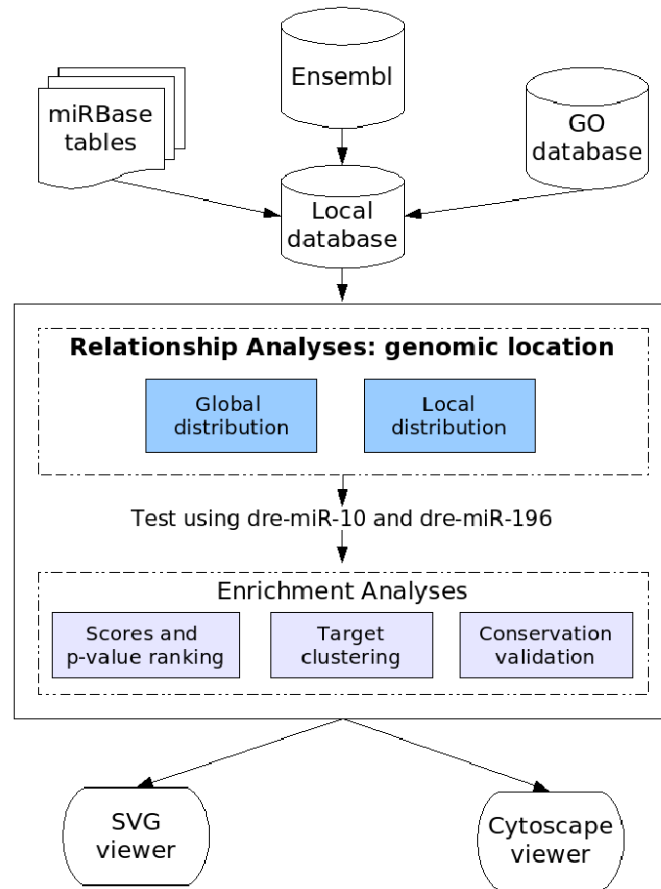 Ensembl
miRBase
tables
GO
database
Local
database
Relationship Analyses: genomic location
Global
distribution
Local
distribution
Test using dre-miR-10 and dre-miR-196
Enrichment Analyses
Scores and
p-value ranking
Target
clustering
Conservation
validation
SVG
viewer
Cytoscape
viewer